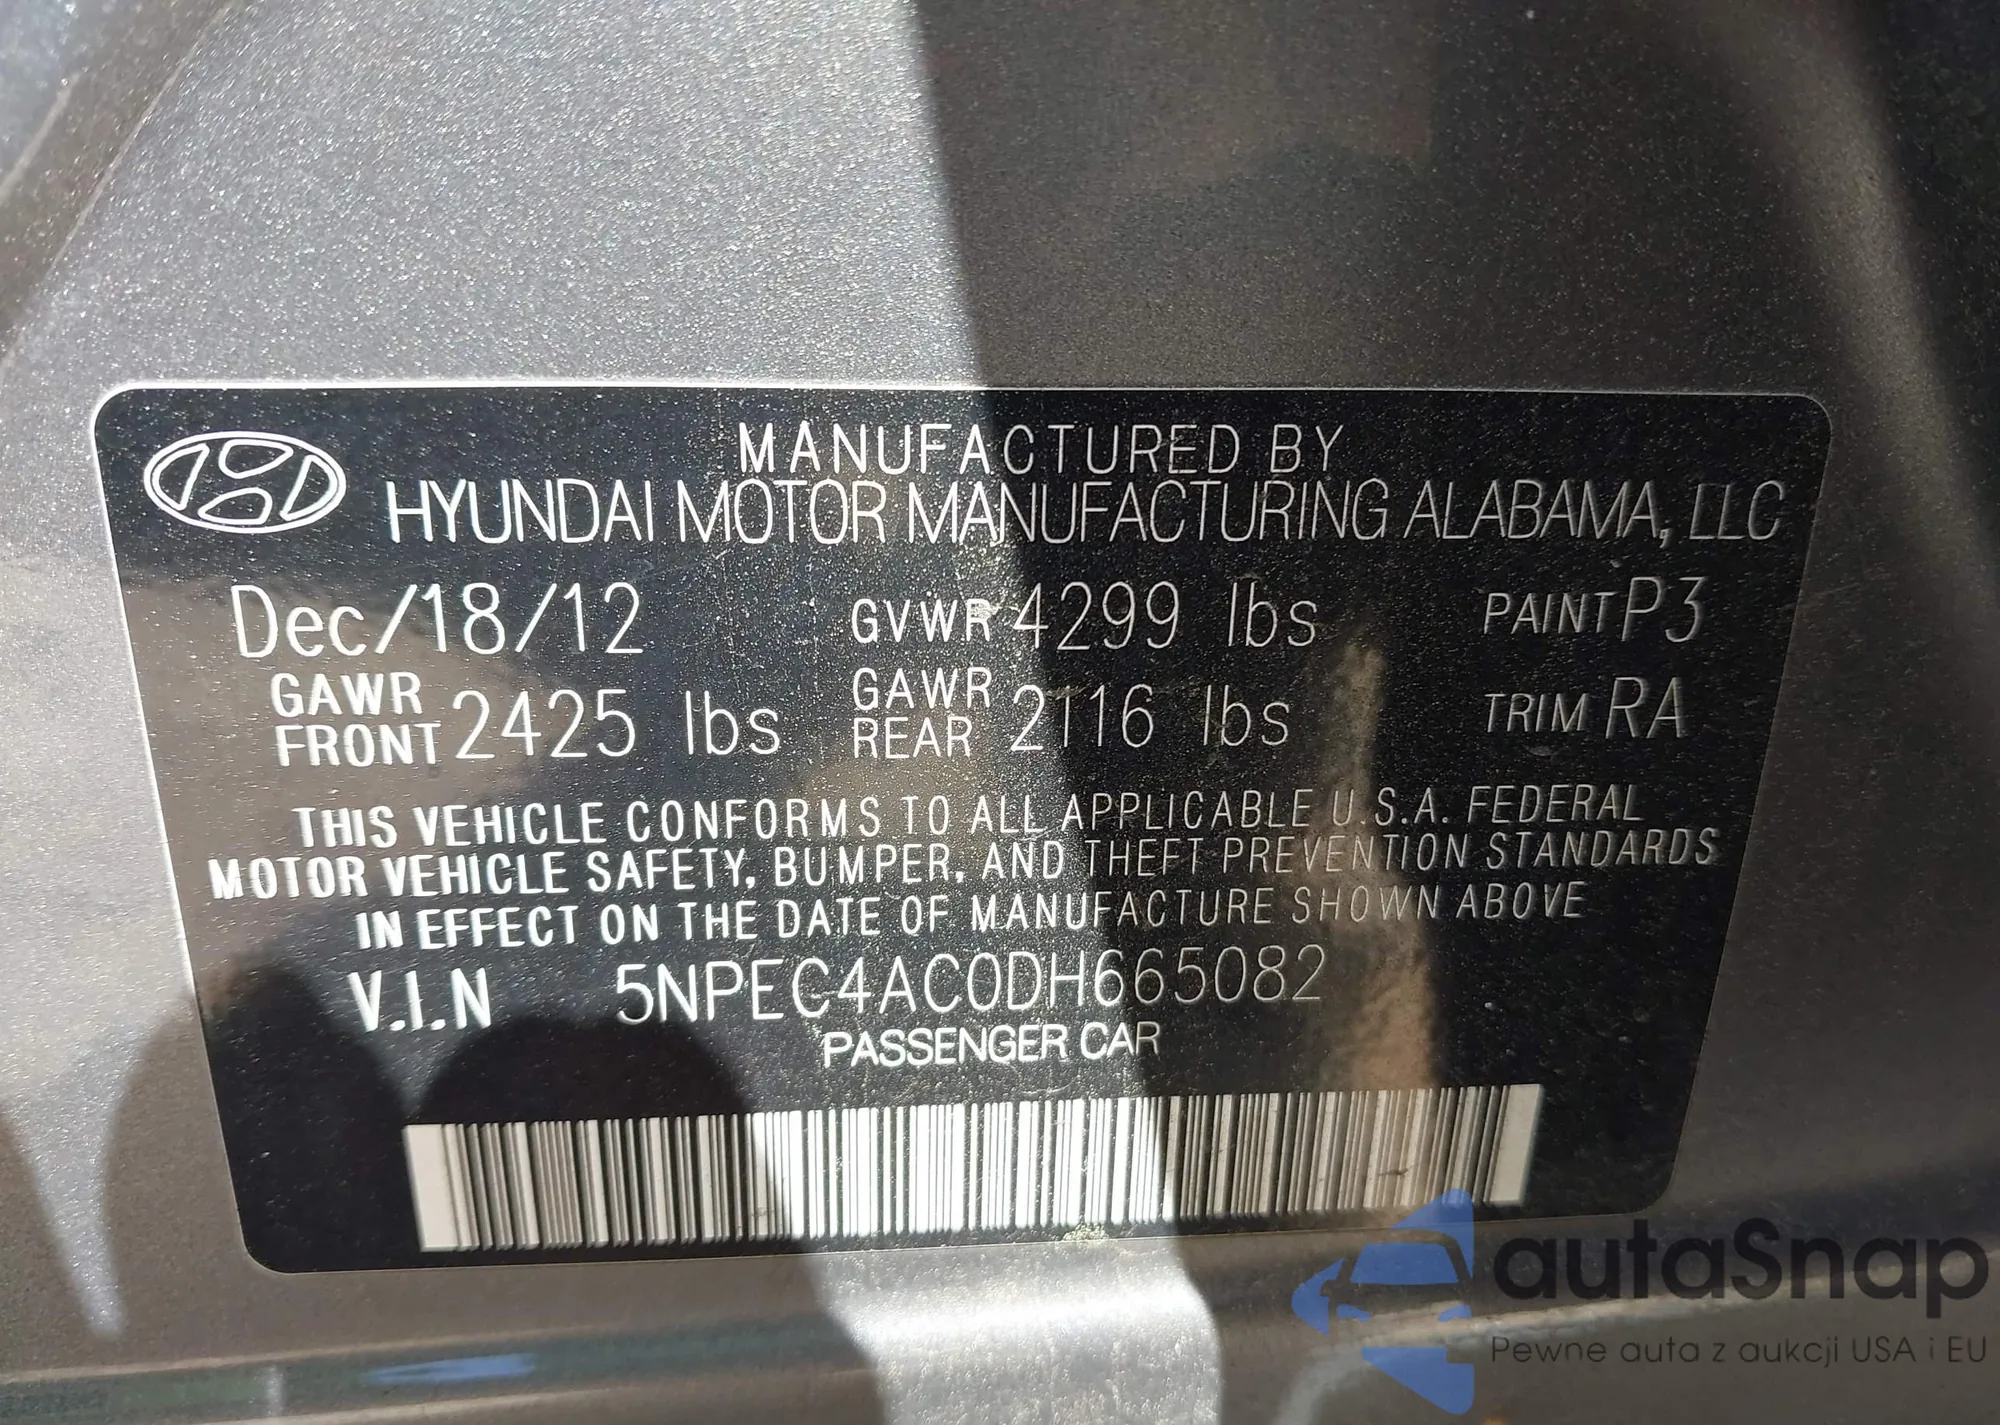 MANUFACTURED BY
HYUNDAI MOTOR MANUFACTURING ALABAMA, LLC
Dec/18/12 GVWR 4299 lbs PAINT P3
GAWR FRONT 2425 lbs GAWR REAR 2116 lbs TRIM RA
THIS VEHICLE CONFORMS TO ALL APPLICABLE U.S.A. FEDERAL
MOTOR VEHICLE SAFETY, BUMPER, AND THEFT PREVENTION STANDARDS
IN EFFECT ON THE DATE OF MANUFACTURE SHOWN ABOVE
V.I.N 5NPEC4AC0DH665082
PASSENGER CAR
autaSnap
Pewne auta z aukcji USA i EU